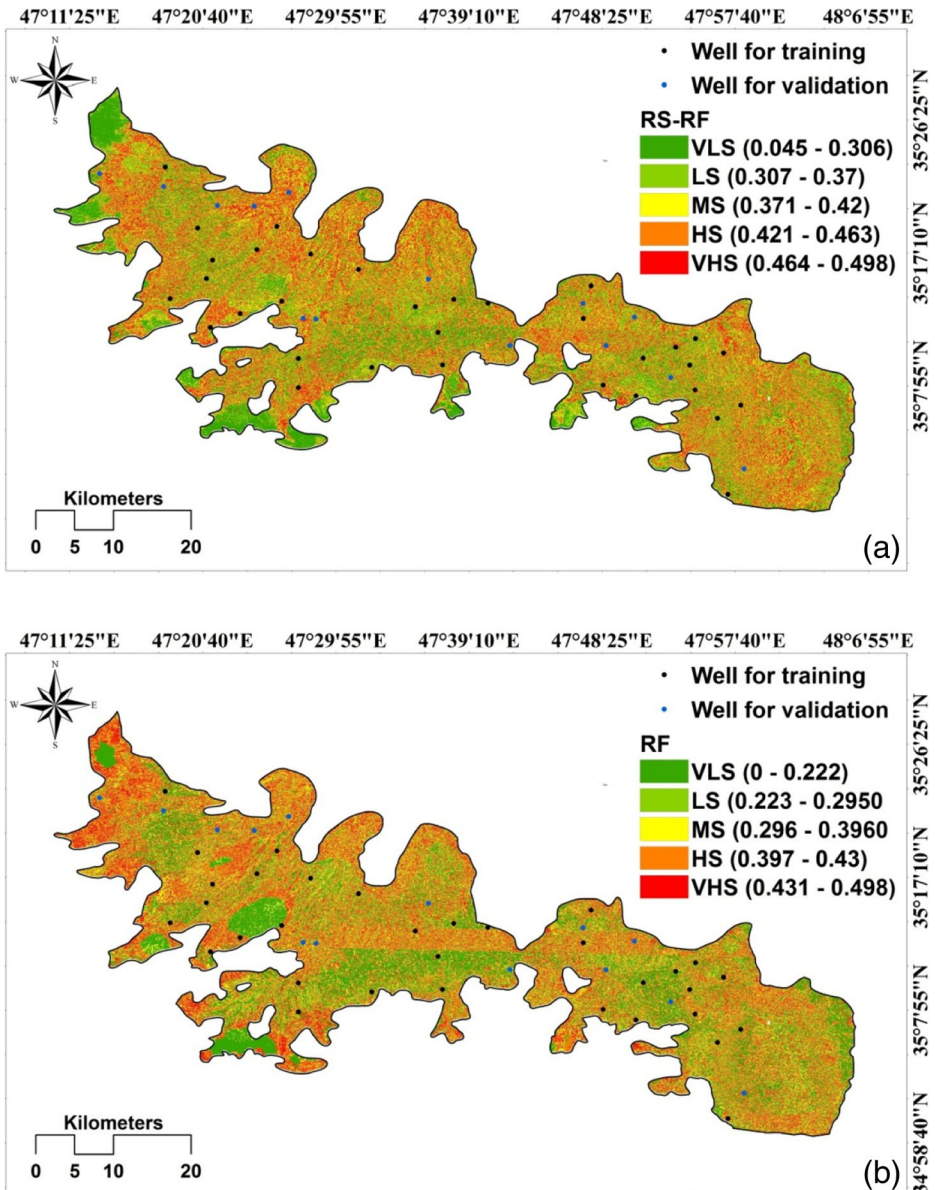 47°11'25"E 47°20'40"E 47°29'55"E 47°39'10"E 47°48'25"E 47°57'40"E 48°6'55"E
N
W E
S
Well for training
Well for validation
RS-RF
VLS (0.045 - 0.306)
LS (0.307 - 0.37)
MS (0.371 - 0.42)
HS (0.421 - 0.463)
VHS (0.464 - 0.498)
35°26'25"N
35°17'10"N
35°7'55"N
Kilometers
0 5 10 20
(a)
47°11'25"E 47°20'40"E 47°29'55"E 47°39'10"E 47°48'25"E 47°57'40"E 48°6'55"E
N
W E
S
Well for training
Well for validation
RF
VLS (0 - 0.222)
LS (0.223 - 0.2950
MS (0.296 - 0.3960
HS (0.397 - 0.43)
VHS (0.431 - 0.498)
35°26'25"N
35°17'10"N
35°7'55"N
34°58'40"N
Kilometers
0 5 10 20
(b)